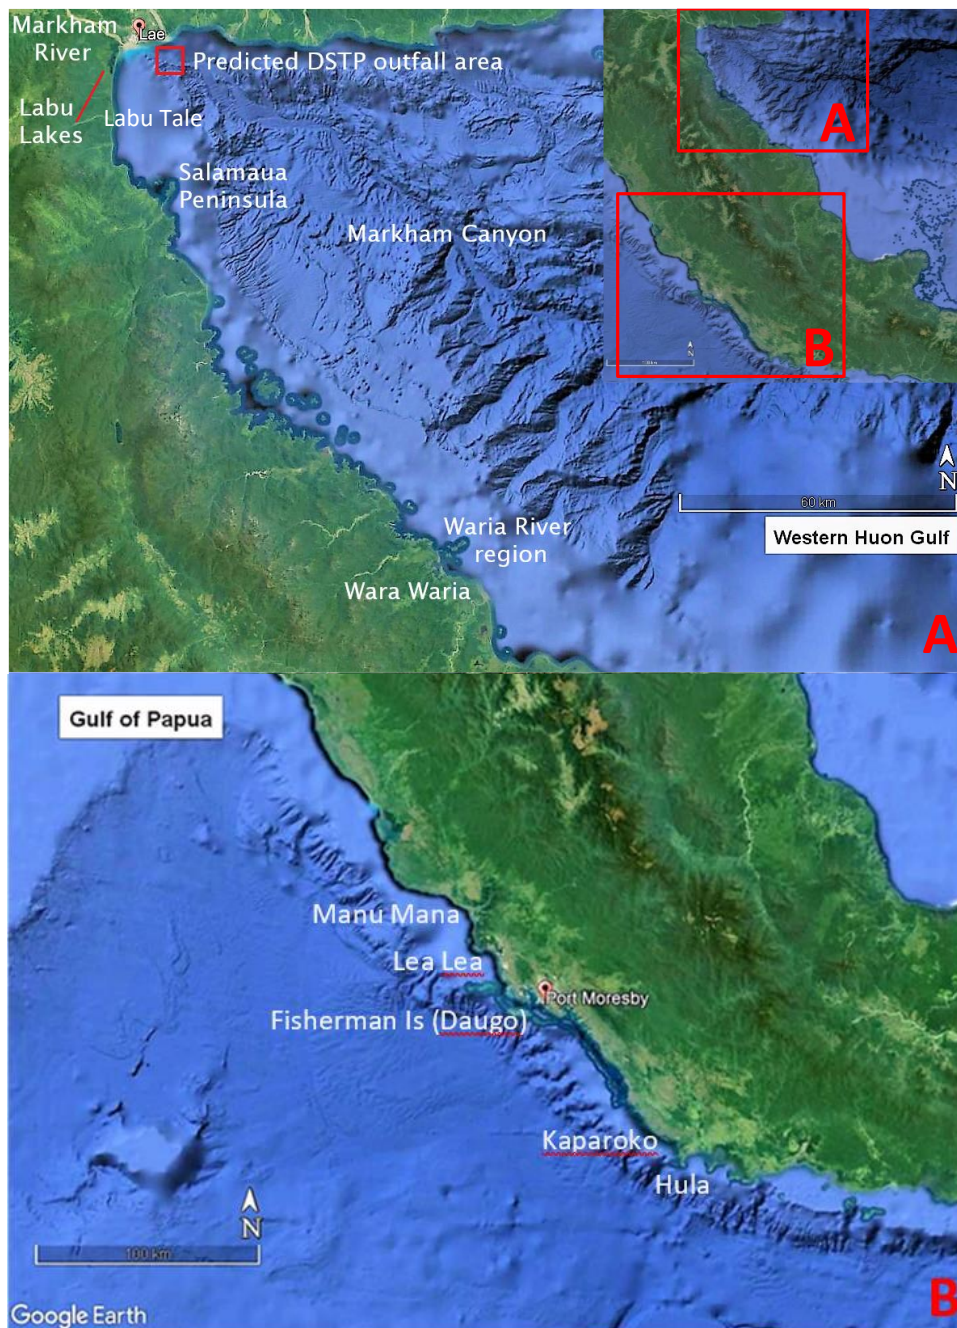 Markham
River
Lae
Predicted DSTP outfall area
Labu
Lakes
Labu Tale
Salamaua
Peninsula
Markham Canyon
A
B
N
N
60 km
Western Huon Gulf
Waria River
region
Wara Waria
A
Gulf of Papua
Manu Mana
Lea Lea
Port Moresby
Fisherman Is (Daugo)
Kaparoko
Hula
N
100 km
Google Earth
B